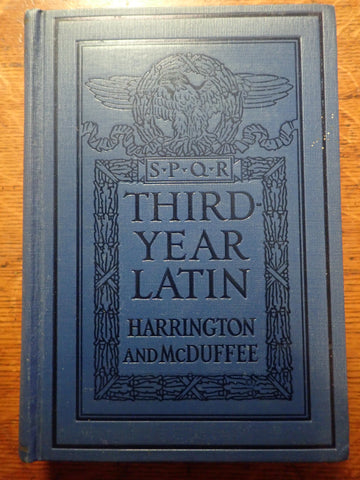 S·P·Q·R
THIRD-
YEAR
LATIN
HARRINGTON
AND MCDUFFEE